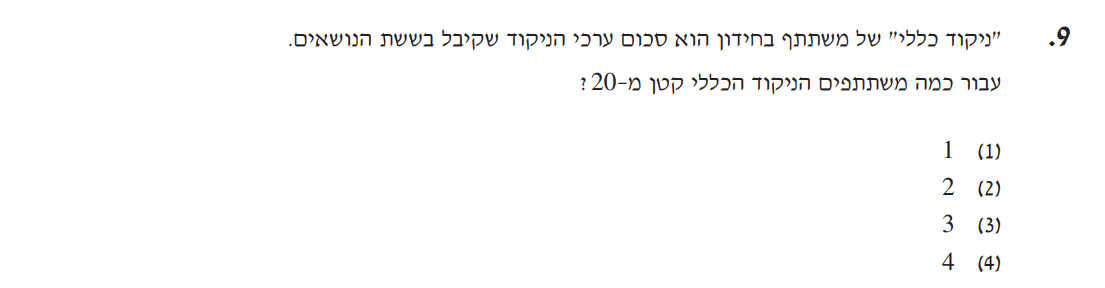 9. "ניקוד כללי" של משתתף בחידון הוא סכום ערכי הניקוד שקיבל בששת הנושאים.
עבור כמה משתתפים הניקוד הכללי קטן מ-20?
(1) 1
(2) 2
(3) 3
(4) 4